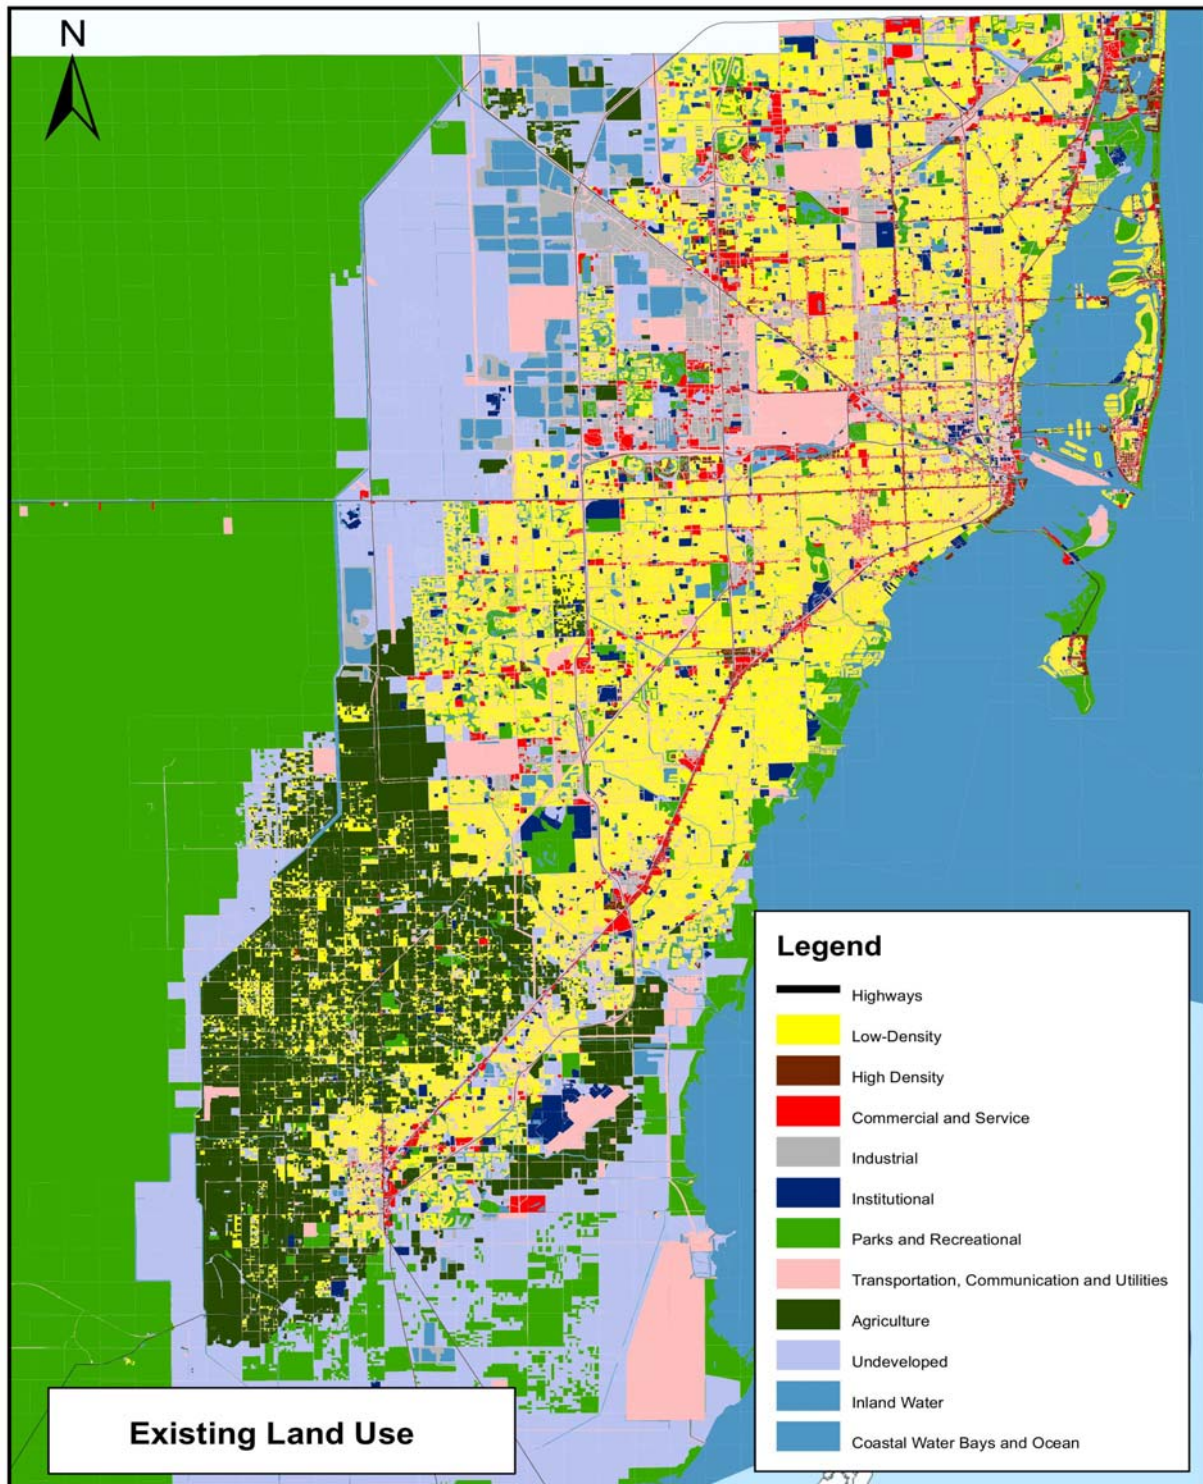 N
Legend
Highways
Low-Density
High Density
Commercial and Service
Industrial
Institutional
Parks and Recreational
Transportation, Communication and Utilities
Agriculture
Undeveloped
Inland Water
Coastal Water Bays and Ocean
Existing Land Use